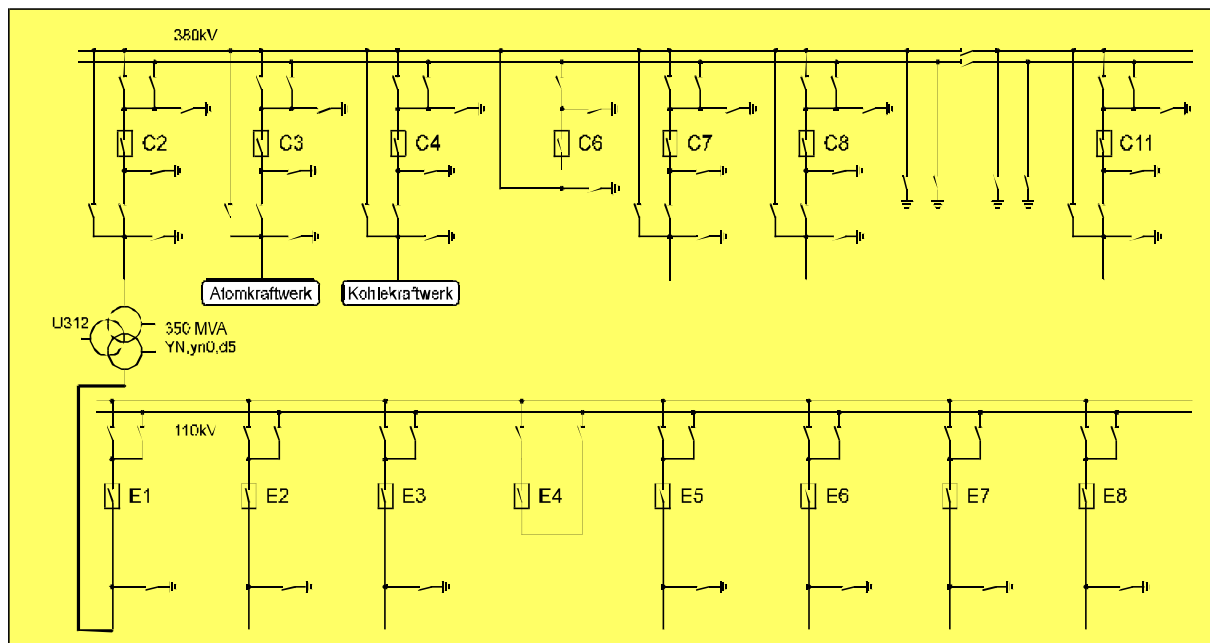 380kV
C2
C3
C4
C6
C7
C8
C11
Atomkraftwerk
Kohlekraftwerk
U312
350 MVA
YN,yn0,d5
110kV
E1
E2
E3
E4
E5
E6
E7
E8